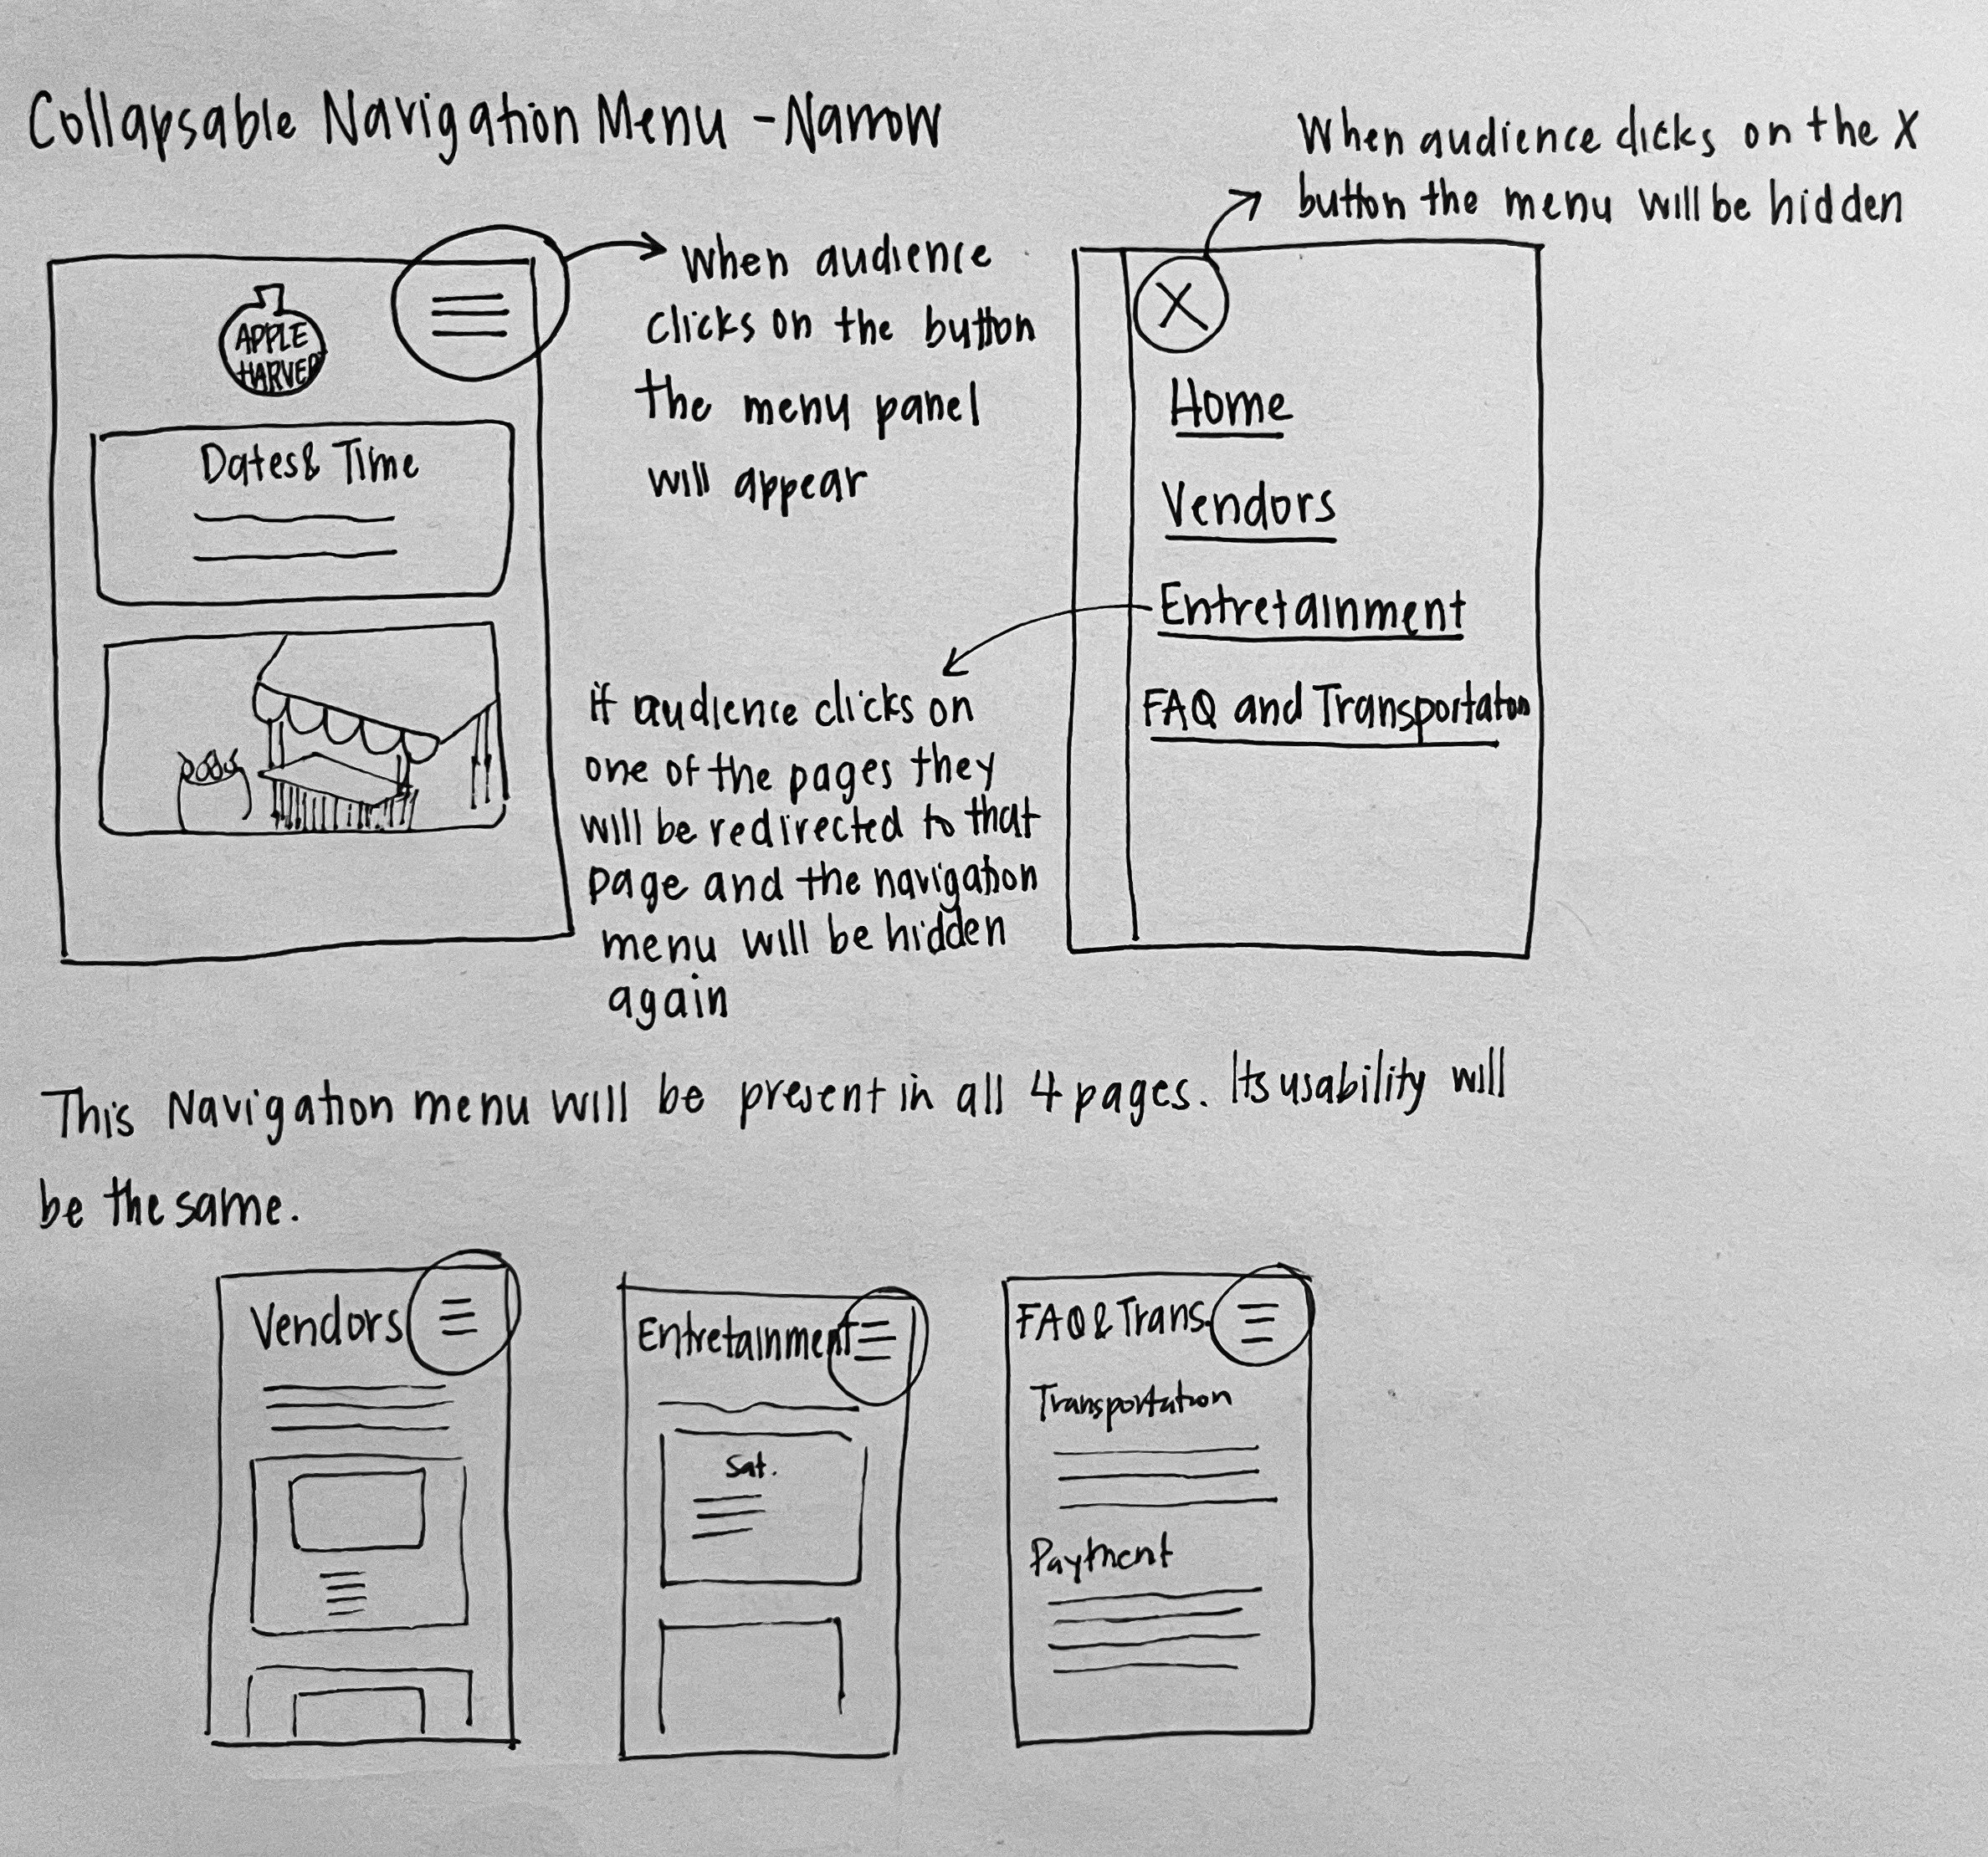 Collapsable Navigation Menu - Narrow
APPLE
HARVE
Dates & Time
When audience
clicks on the button
the menu panel
will appear
When audience clicks on the X
button the menu will be hidden
X
Home
Vendors
Entretainment
FAQ and Transportaton
if audience clicks on
one of the pages they
will be redirected to that
page and the navigation
menu will be hidden
again
This Navigation menu will be present in all 4 pages. Its usability will
be the same.
Vendors
Entretainment
Sat.
FAQ & Trans.
Transportation
Payment